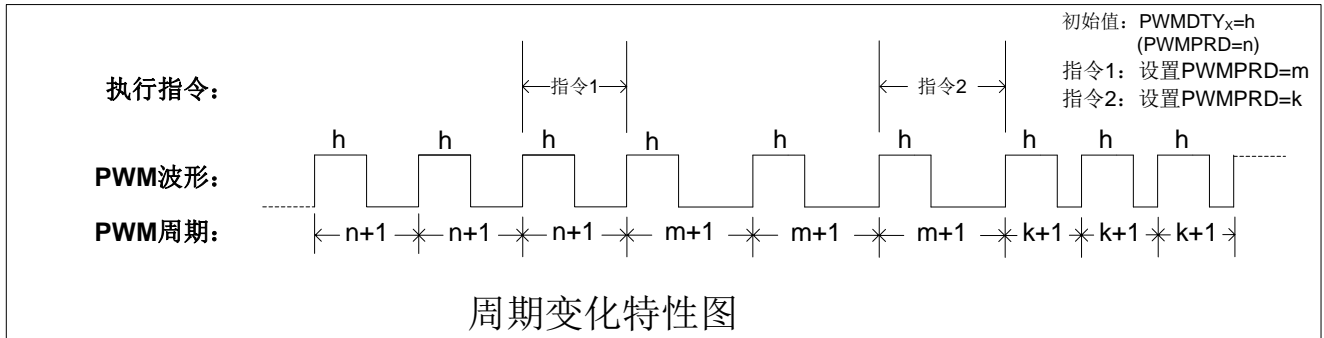 初始值：PWMDTYX=h
(PWMPRD=n)
指令1：设置PWMPRD=m
指令2：设置PWMPRD=k
执行指令：
指令1
指令2
h h h h h h h h h
PWM波形：
PWM周期：
n+1 n+1 n+1 m+1 m+1 m+1 k+1 k+1 k+1
周期变化特性图